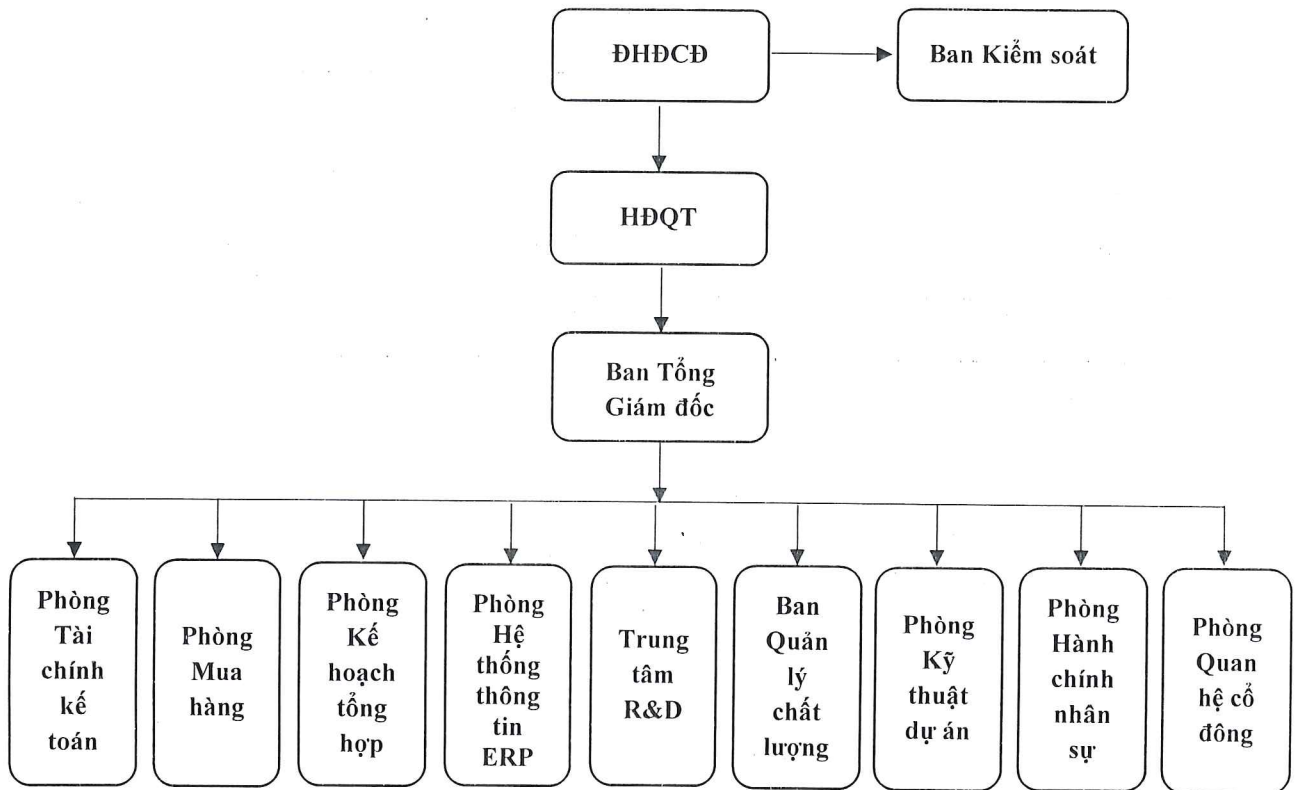 ĐHĐCĐ
Ban Kiểm soát
HĐQT
Ban Tổng
Giám đốc
Phòng
Tài
chính
kế
toán
Phòng
Mua
hàng
Phòng
Kế
hoạch
tổng
hợp
Phòng
Hệ
thống
thông
tin
ERP
Trung
tâm
R&D
Ban
Quản
lý
chất
lượng
Phòng
Kỹ
thuật
dự án
Phòng
Hành
chính
nhân
sự
Phòng
Quan
hệ cổ
đông